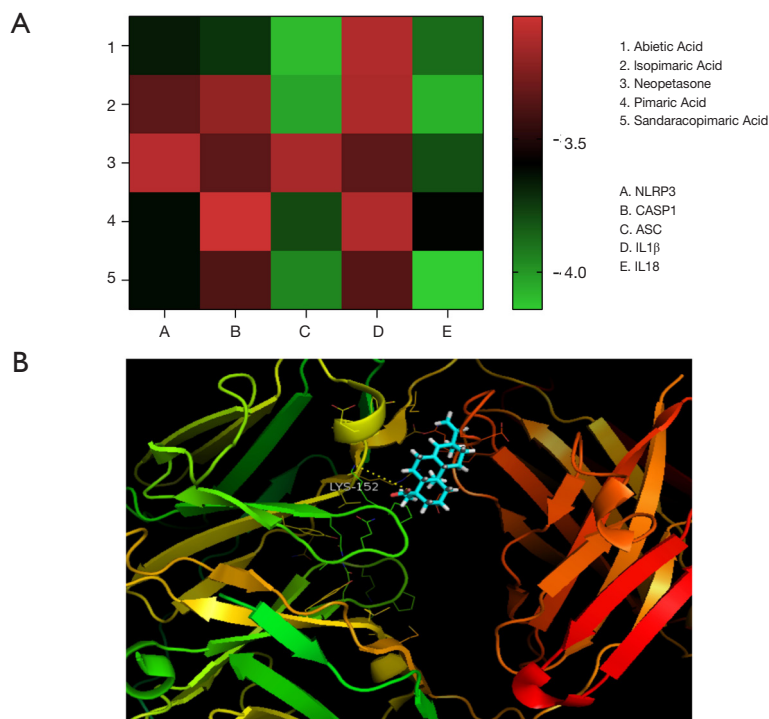 A
1
2
3
4
5
A
B
C
D
E
-3.5
-4.0
1. Abietic Acid
2. Isopimaric Acid
3. Neopetasone
4. Pimaric Acid
5. Sandaracopimaric Acid
A. NLRP3
B. CASP1
C. ASC
D. IL1β
E. IL18
B
LYS-152